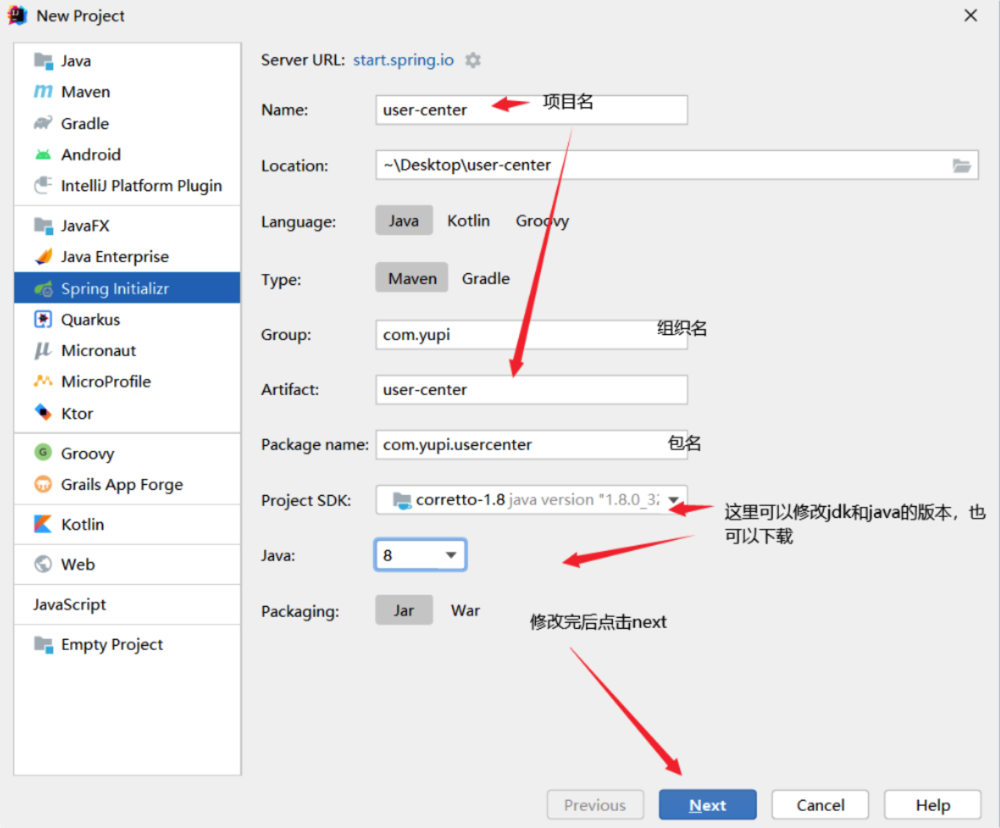 New Project
Java
Maven
Gradle
Android
IntelliJ Platform Plugin
JavaFX
Java Enterprise
Spring Initializr
Quarkus
Micronaut
MicroProfile
Ktor
Groovy
Grails App Forge
Kotlin
Web
JavaScript
Empty Project
Server URL: start.spring.io
Name: user-center 项目名
Location: ~\Desktop\user-center
Language: Java Kotlin Groovy
Type: Maven Gradle
Group: com.yupi 组织名
Artifact: user-center
Package name: com.yupi.usercenter 包名
Project SDK: corretto-1.8 java version "1.8.0_32
这里可以修改jdk和java的版本，也
可以下载
Java: 8
Packaging: Jar War
修改完后点击next
Previous Next Cancel Help